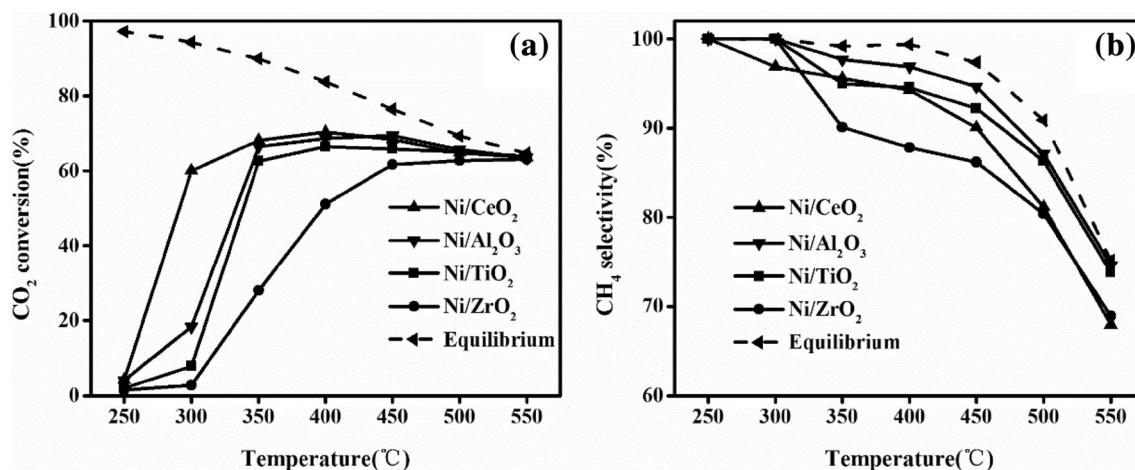 (a)
CO₂ conversion(%)
100
80
60
40
20
0
Ni/CeO₂
Ni/Al₂O₃
Ni/TiO₂
Ni/ZrO₂
Equilibrium
250 300 350 400 450 500 550
Temperature(℃)
(b)
CH₄ selectivity(%)
100
90
80
70
60
Ni/CeO₂
Ni/Al₂O₃
Ni/TiO₂
Ni/ZrO₂
Equilibrium
250 300 350 400 450 500 550
Temperature(℃)